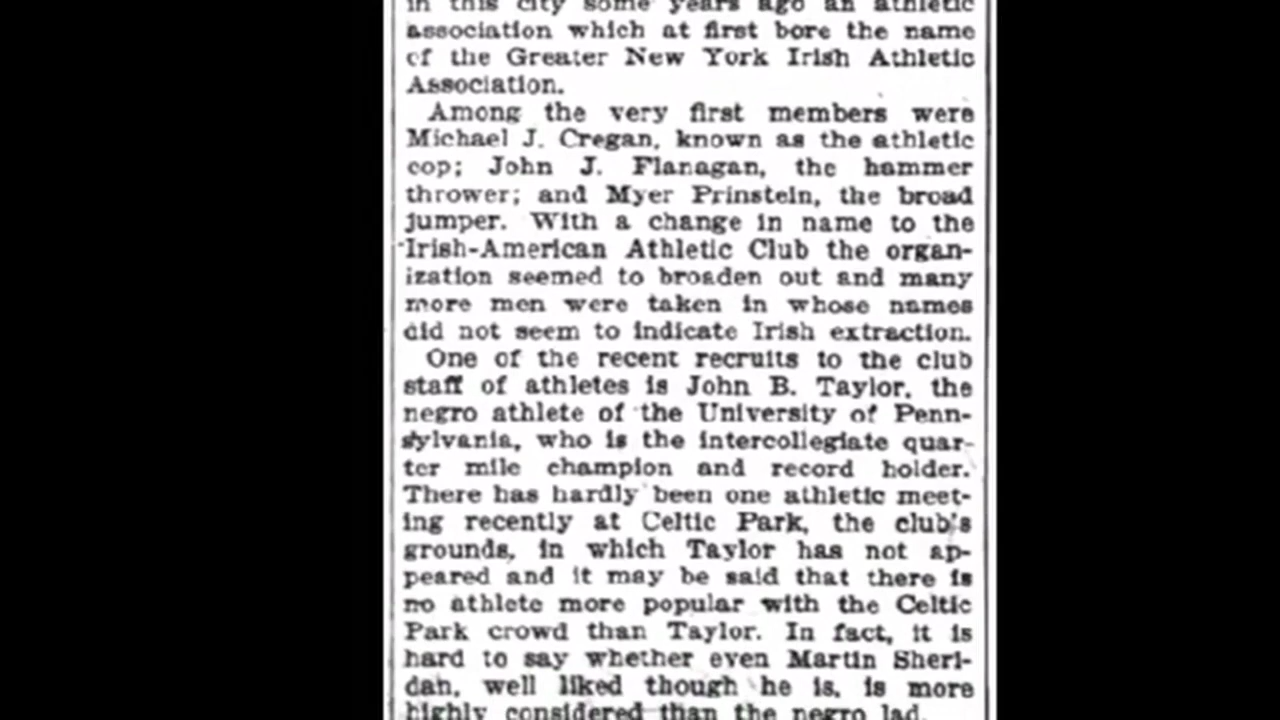 in this city some years ago an athletic
association which at first bore the name
of the Greater New York Irish Athletic
Association.
Among the very first members were
Michael J. Cregan, known as the athletic
cop; John J. Flanagan, the hammer
thrower; and Myer Prinstein, the broad
jumper. With a change in name to the
Irish-American Athletic Club the organ-
ization seemed to broaden out and many
more men were taken in whose names
did not seem to indicate Irish extraction.
One of the recent recruits to the club
staff of athletes is John B. Taylor, the
negro athlete of the University of Penn-
sylvania, who is the intercollegiate quar-
ter mile champion and record holder.
There has hardly been one athletic meet-
ing recently at Celtic Park, the club's
grounds, in which Taylor has not ap-
peared and it may be said that there is
no athlete more popular with the Celtic
Park crowd than Taylor. In fact, it is
hard to say whether even Martin Sheri-
dan, well liked though he is, is more
highly considered than the negro lad.